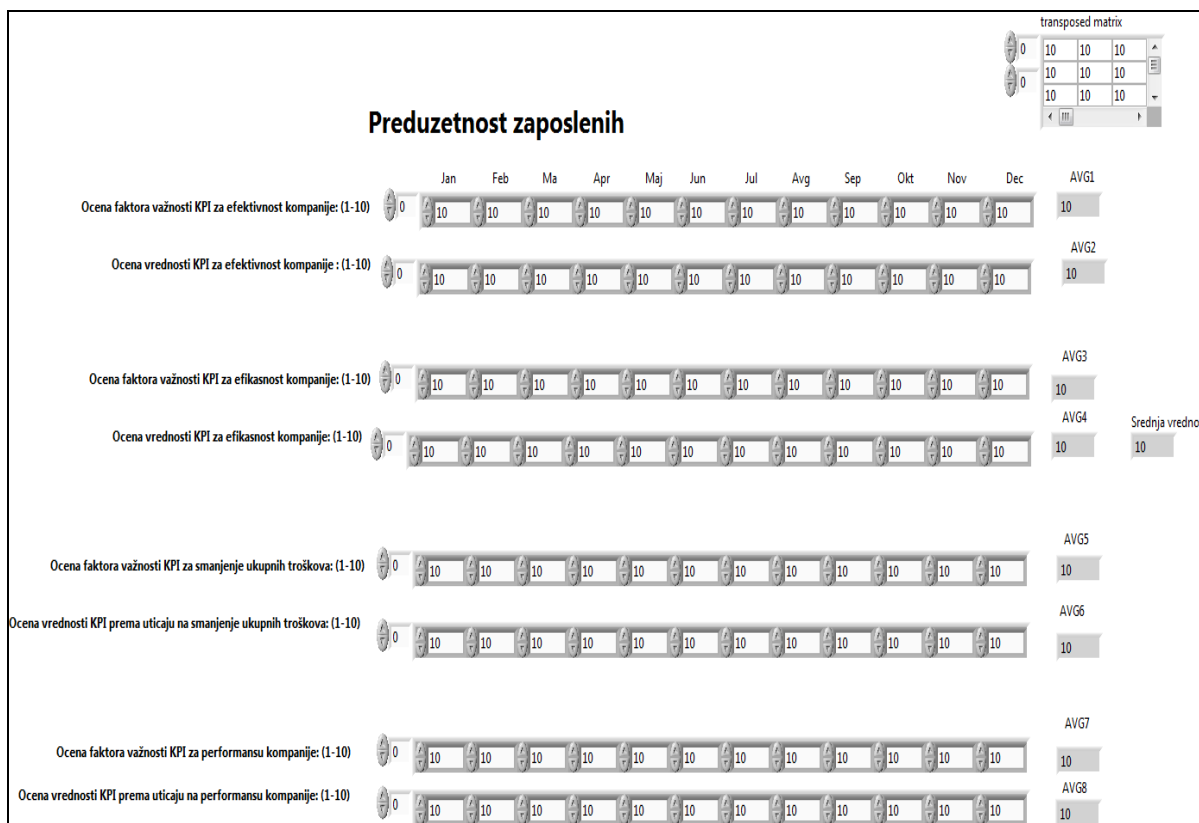 transposed matrix
0 10 10 10
0 10 10 10
10 10 10
Preduzetnost zaposlenih
Jan Feb Ma Apr Maj Jun Jul Avg Sep Okt Nov Dec AVG1
Ocena faktora važnosti KPI za efektivnost kompanije: (1-10) 0 10 10 10 10 10 10 10 10 10 10 10 10 10
AVG2
Ocena vrednosti KPI za efektivnost kompanije : (1-10) 0 10 10 10 10 10 10 10 10 10 10 10 10 10
AVG3
Ocena faktora važnosti KPI za efikasnost kompanije: (1-10) 0 10 10 10 10 10 10 10 10 10 10 10 10 10
AVG4 Srednja vredno
Ocena vrednosti KPI za efikasnost kompanije: (1-10) 0 10 10 10 10 10 10 10 10 10 10 10 10 10 10
AVG5
Ocena faktora važnosti KPI za smanjenje ukupnih troškova: (1-10) 0 10 10 10 10 10 10 10 10 10 10 10 10 10
AVG6
Ocena vrednosti KPI prema uticaju na smanjenje ukupnih troškova: (1-10) 0 10 10 10 10 10 10 10 10 10 10 10 10 10
AVG7
Ocena faktora važnosti KPI za performansu kompanije: (1-10) 0 10 10 10 10 10 10 10 10 10 10 10 10 10
AVG8
Ocena vrednosti KPI prema uticaju na performansu kompanije: (1-10) 0 10 10 10 10 10 10 10 10 10 10 10 10 10